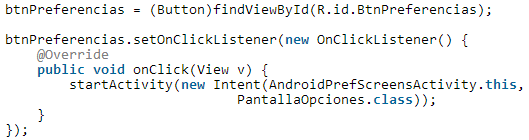 btnPreferencias = (Button)findViewById(R.id.BtnPreferencias);

btnPreferencias.setOnClickListener(new OnClickListener() {
    @Override
    public void onClick(View v) {
        startActivity(new Intent(AndroidPrefScreensActivity.this,
                             PantallaOpciones.class));
    }
});